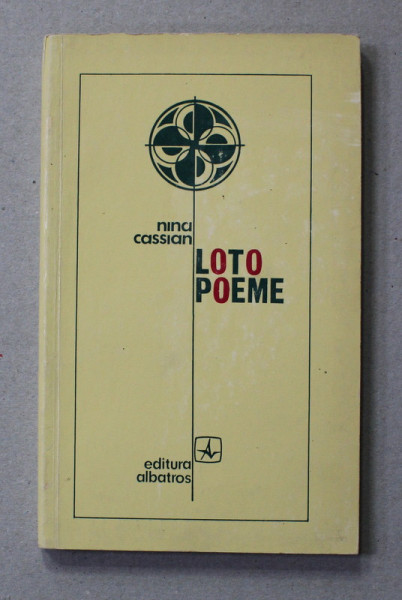 nina
cassian
LOTO
POEME
editura
albatros